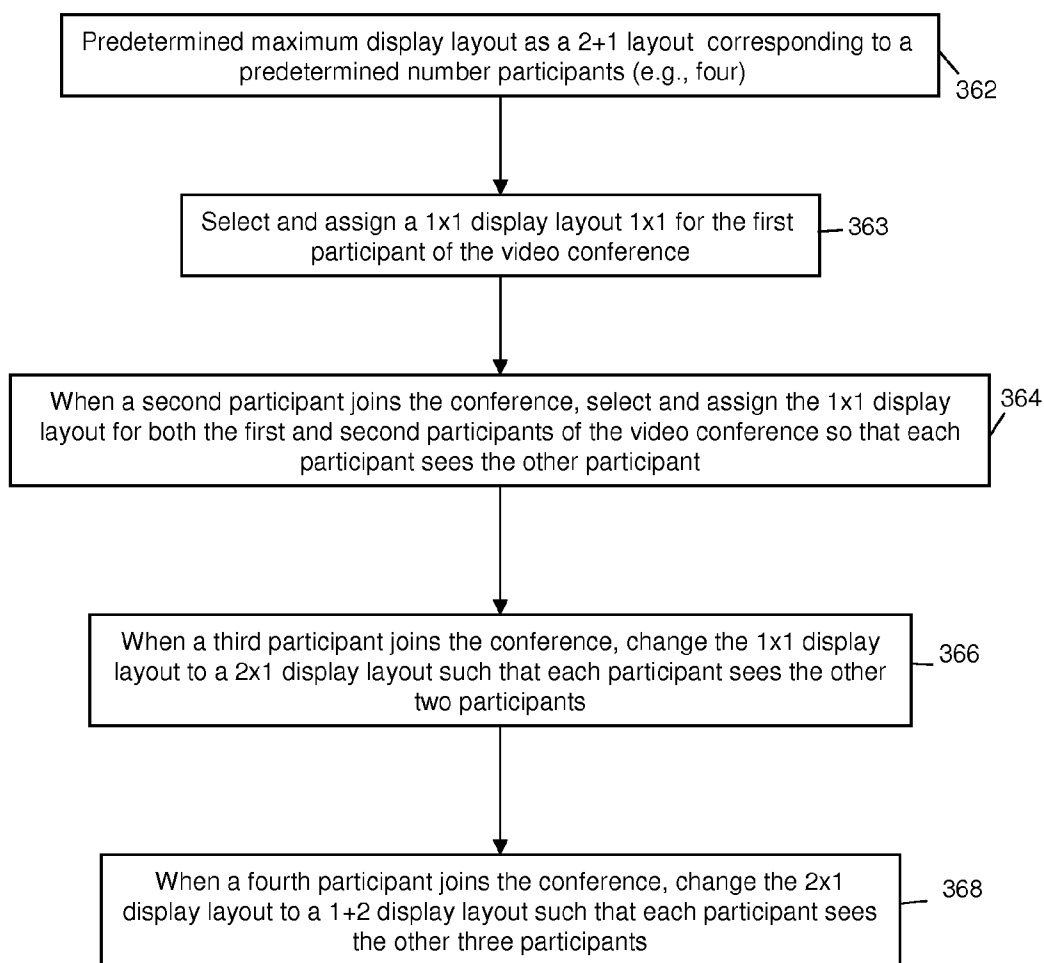 Predetermined maximum display layout as a 2+1 layout corresponding to a
predetermined number participants (e.g., four)
362
Select and assign a 1x1 display layout 1x1 for the first
participant of the video conference
363
When a second participant joins the conference, select and assign the 1x1 display
layout for both the first and second participants of the video conference so that each
participant sees the other participant
364
When a third participant joins the conference, change the 1x1 display
layout to a 2x1 display layout such that each participant sees the other
two participants
366
When a fourth participant joins the conference, change the 2x1
display layout to a 1+2 display layout such that each participant sees
the other three participants
368